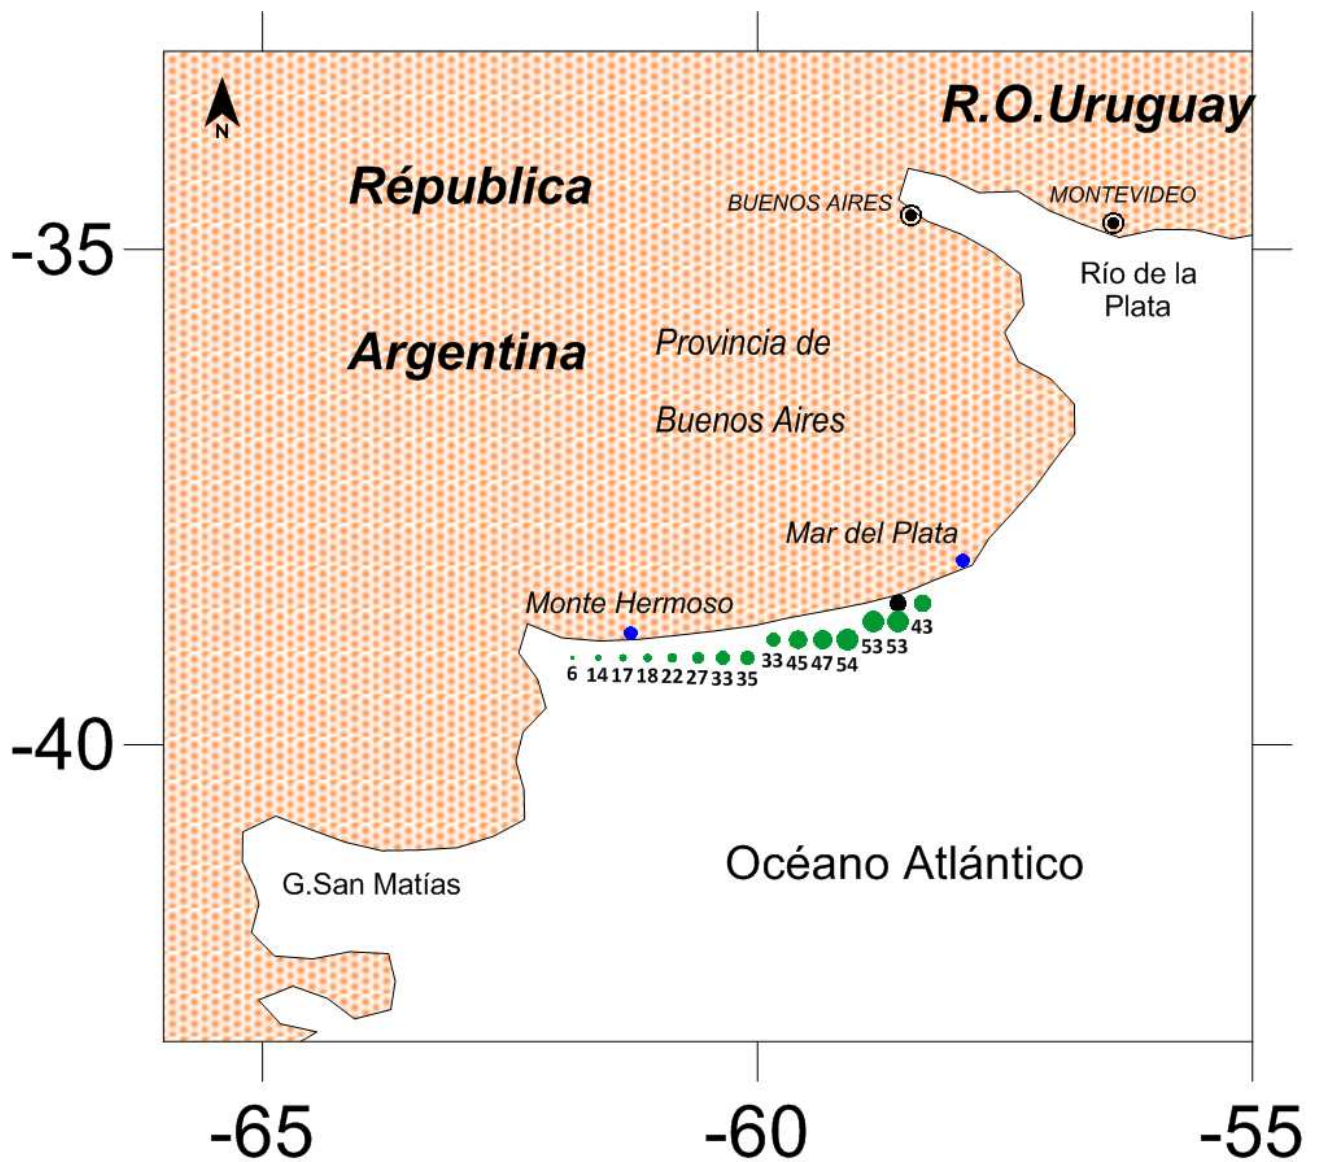 R.O.Uruguay
N
Républica
MONTEVIDEO
BUENOS AIRES
-35
Río de la
Plata
Provincia de
Argentina
Buenos Aires
Mar del Plata
Monte Hermoso
43
53 53
33 45 47 54
6 14 17 18 22 27 33 35
-40
Océano Atlántico
G.San Matías
-65 -60 -55